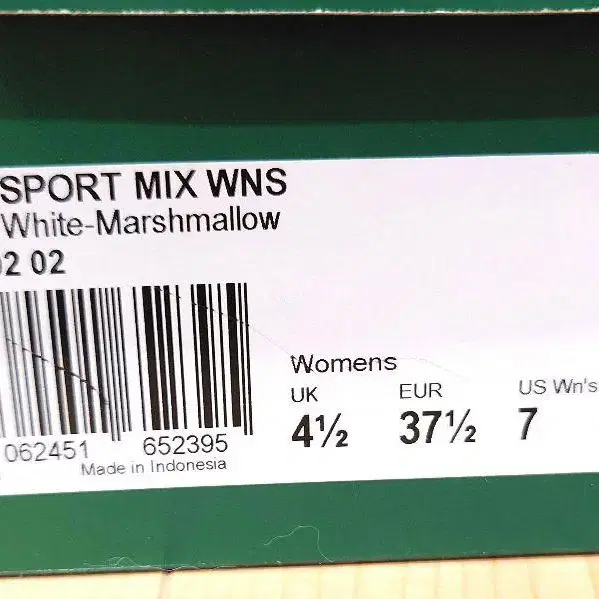 SPORT MIX WNS
White-Marshmallow
02 02
Womens
UK EUR US Wn's
4½ 37½ 7
062451 652395
Made in Indonesia